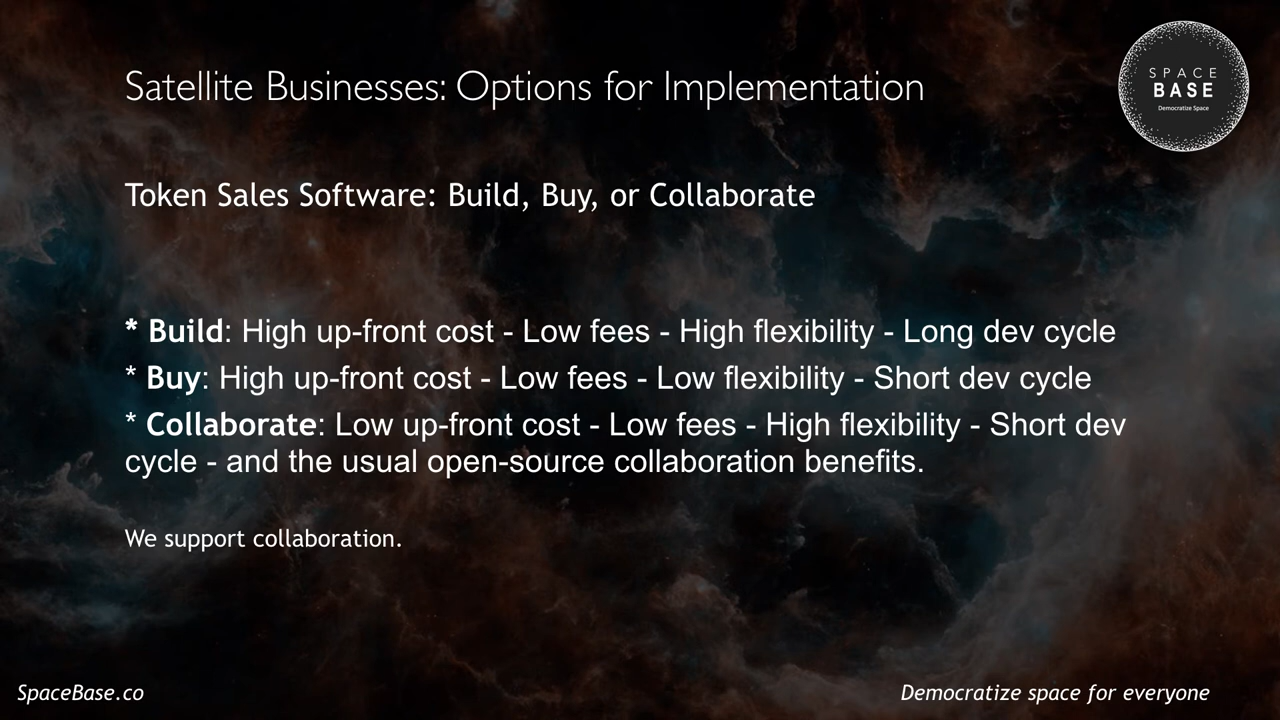 Satellite Businesses: Options for Implementation
SPACE
BASE
Democratize Space
Token Sales Software: Build, Buy, or Collaborate
* Build: High up-front cost - Low fees - High flexibility - Long dev cycle
* Buy: High up-front cost - Low fees - Low flexibility - Short dev cycle
* Collaborate: Low up-front cost - Low fees - High flexibility - Short dev
cycle - and the usual open-source collaboration benefits.
We support collaboration.
SpaceBase.co
Democratize space for everyone